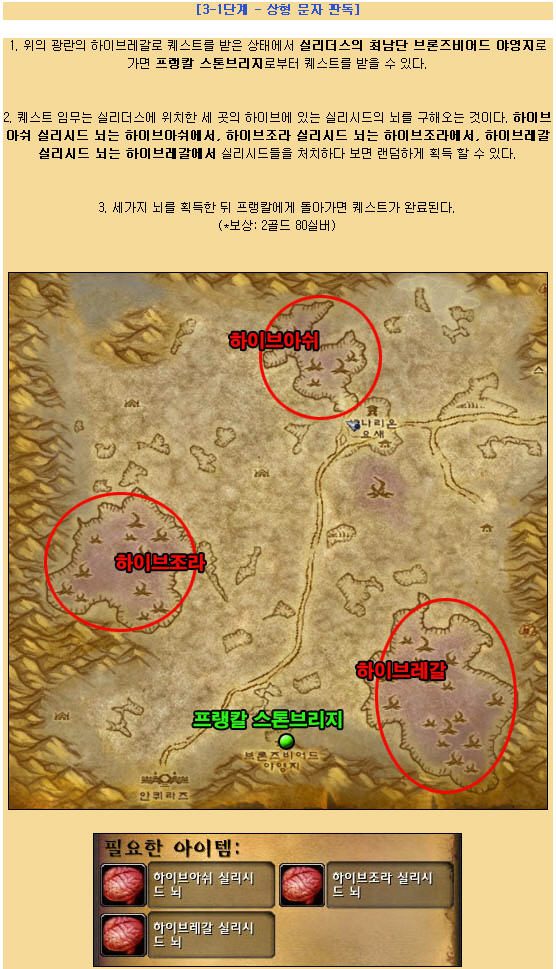 [3-1단계 - 상형 문자 판독]
1. 위의 광란의 하이브레갈로 퀘스트를 받은 상태에서 실리더스의 최남단 브론즈비어드 야영지로
가면 프랭칼 스톤브리지로부터 퀘스트를 받을 수 있다.
2. 퀘스트 임무는 실리더스에 위치한 세 곳의 하이브에 있는 실리시드의 뇌를 구해오는 것이다. 하이브
아쉬 실리시드 뇌는 하이브아쉬에서, 하이브조라 실리시드 뇌는 하이브조라에서, 하이브레갈
실리시드 뇌는 하이브레갈에서 실리시드들을 처치하다 보면 랜덤하게 획득 할 수 있다.
3. 세가지 뇌를 획득한 뒤 프랭칼에게 돌아가면 퀘스트가 완료된다.
(*보상: 2골드 80실버)
하이브아쉬
나리온
요새
하이브조라
하이브레갈
프랭칼 스톤브리지
브론즈비어드
야영지
안퀴라즈
필요한 아이템:
하이브아쉬 실리시
드 뇌
하이브조라 실리시
드 뇌
하이브레갈 실리시
드 뇌